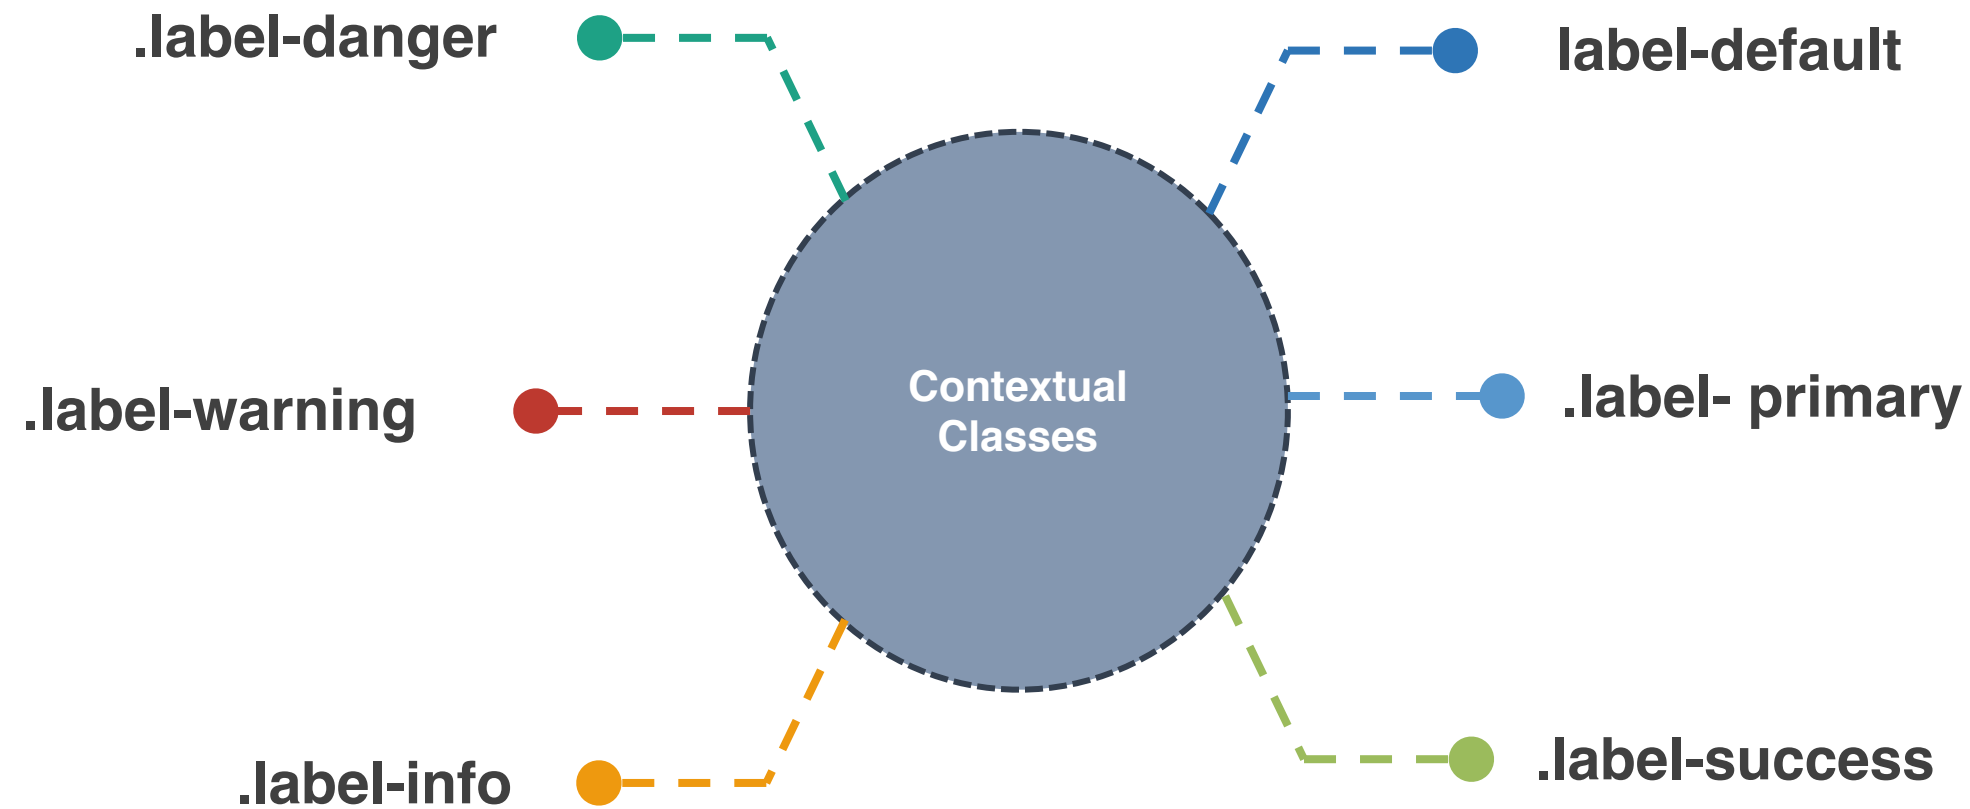 .label-danger
label-default
.label-warning
Contextual
Classes
.label- primary
.label-info
.label-success